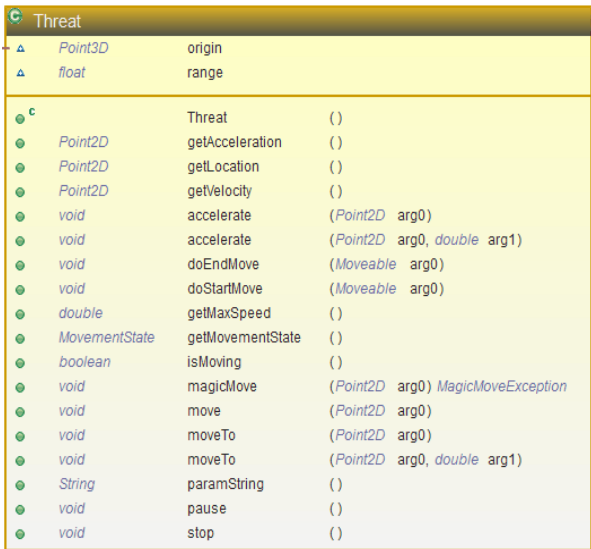 C Threat
Point3D origin
float range
C Threat ()
Point2D getAcceleration ()
Point2D getLocation ()
Point2D getVelocity ()
void accelerate (Point2D arg0)
void accelerate (Point2D arg0, double arg1)
void doEndMove (Moveable arg0)
void doStartMove (Moveable arg0)
double getMaxSpeed ()
MovementState getMovementState ()
boolean isMoving ()
void magicMove (Point2D arg0) MagicMoveException
void move (Point2D arg0)
void moveTo (Point2D arg0)
void moveTo (Point2D arg0, double arg1)
String paramString ()
void pause ()
void stop ()